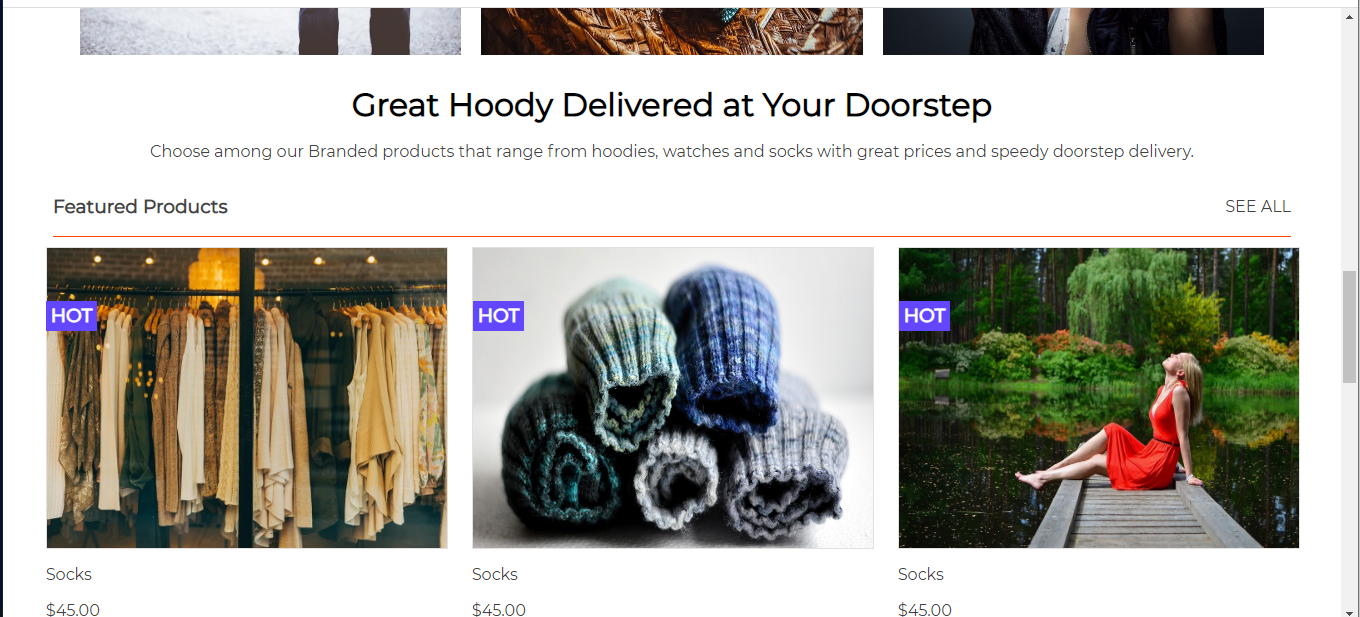 Great Hoody Delivered at Your Doorstep
Choose among our Branded products that range from hoodies, watches and socks with great prices and speedy doorstep delivery.
Featured Products
SEE ALL
HOT
HOT
HOT
Socks
Socks
Socks
$45.00
$45.00
$45.00